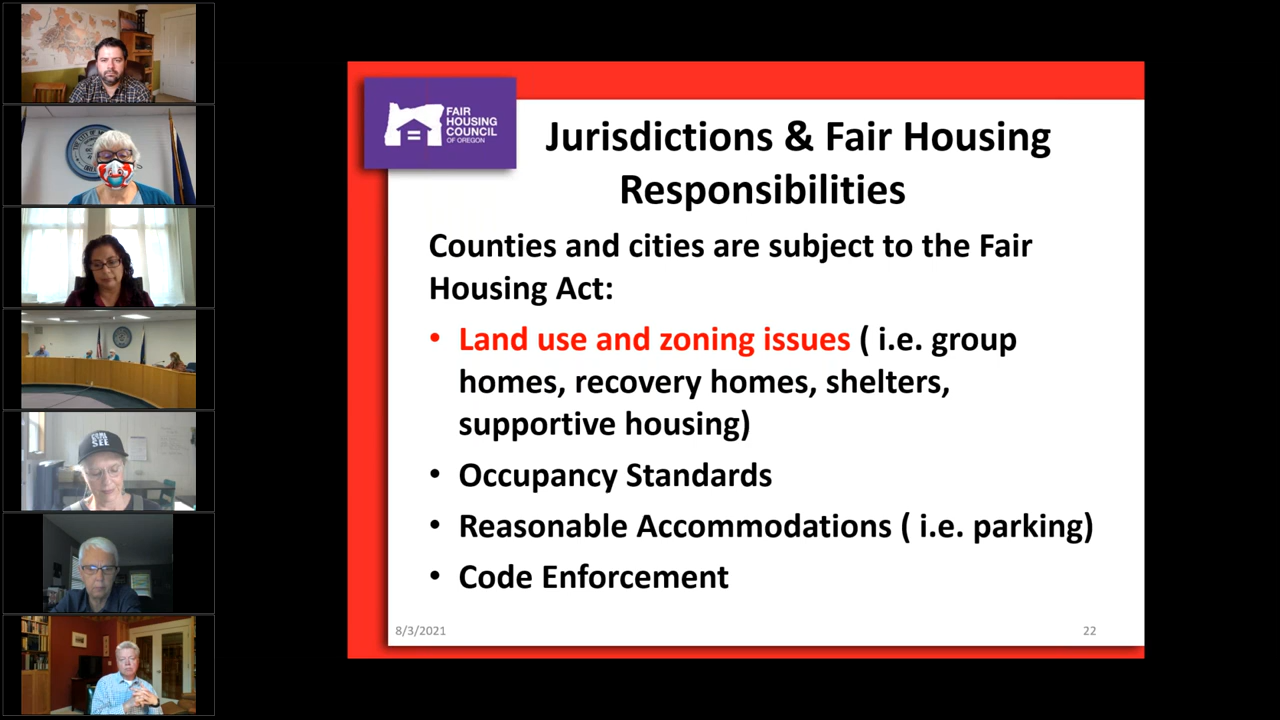 FAIR
HOUSING
COUNCIL
OF OREGON
Jurisdictions & Fair Housing
Responsibilities
Counties and cities are subject to the Fair
Housing Act:
• Land use and zoning issues ( i.e. group
homes, recovery homes, shelters,
supportive housing)
• Occupancy Standards
• Reasonable Accommodations ( i.e. parking)
• Code Enforcement
8/3/2021
22
SEE